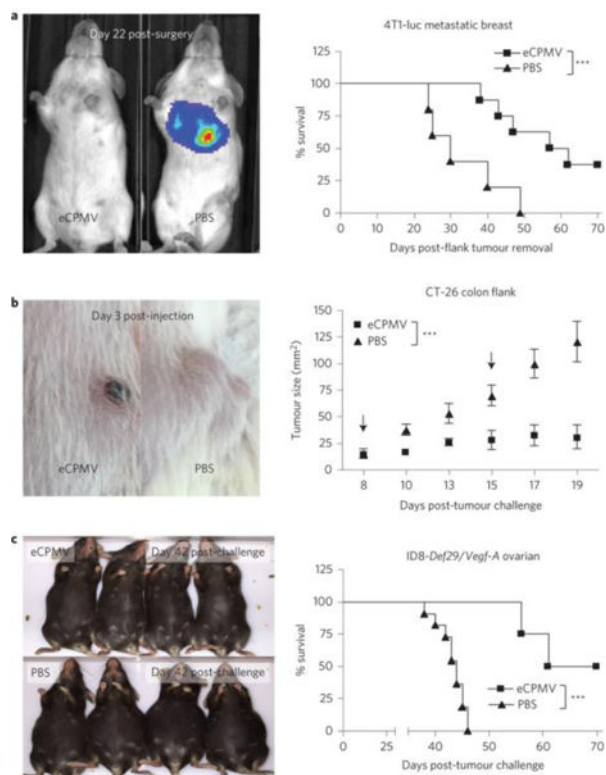 a
Day 22 post-surgery
eCPMV
PBS
4T1-luc metastatic breast
eCPMV
PBS
***
% survival
125
100
75
50
25
0
0 10 20 30 40 50 60 70
Days post-flank tumour removal
b
Day 3 post-injection
eCPMV
PBS
CT-26 colon flank
eCPMV
PBS
***
Tumour size (mm²)
150
125
100
75
50
25
0
8 10 13 15 17 19
Days post-tumour challenge
c
eCPMV
Day 42 post-challenge
PBS
Day 42 post-challenge
ID8-Def29/Vegf-A ovarian
% survival
125
100
75
50
25
0
eCPMV
PBS
***
0 25 40 50 60 70
Days post-tumour challenge